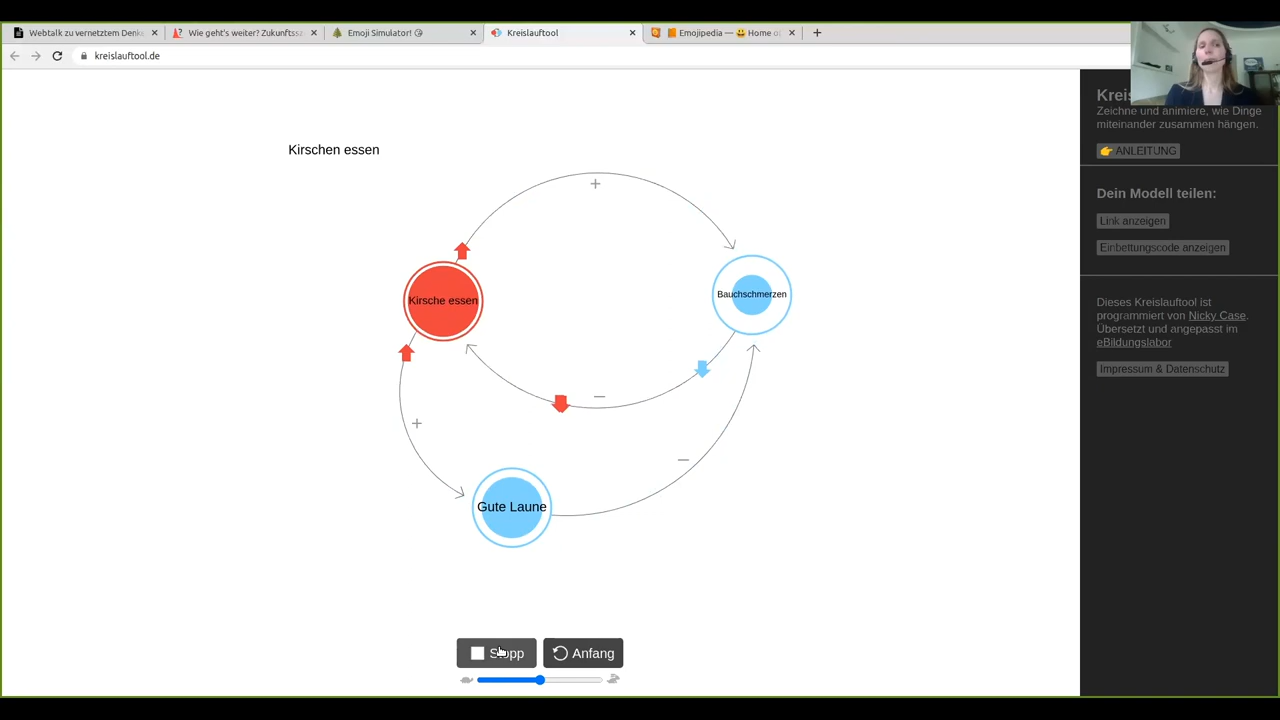 Webtalk zu vernetztem Denk
Wie geht's weiter? Zukunftssz
Emoji Simulator! 😘
Kreislauftool
Emojipedia — 😃 Home o
kreislauftool.de
Kirschen essen
+
Kirsche essen
Bauchschmerzen
–
+
–
Gute Laune
Stopp
Anfang
Kreis
Zeichne und animiere, wie Dinge
miteinander zusammen hängen.
👉 ANLEITUNG
Dein Modell teilen:
Link anzeigen
Einbettungscode anzeigen
Dieses Kreislauftool ist
programmiert von Nicky Case.
Übersetzt und angepasst im
eBildungslabor
Impressum & Datenschutz